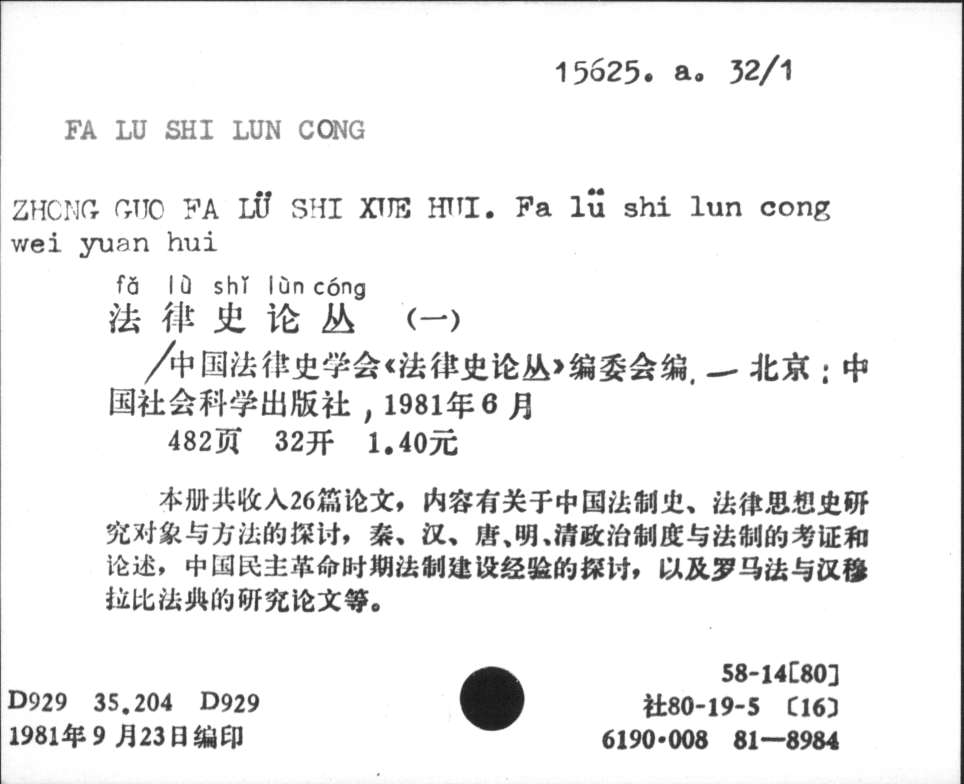 15625. a. 32/1
FA LU SHI LUN CONG
ZHONG GUO FA LÜ SHI XUE HUI. Fa lü shi lun cong
wei yuan hui
fǎ lǜ shǐ lùn cóng
法律史论丛 (一)
/中国法律史学会《法律史论丛》编委会编. — 北京：中
国社会科学出版社, 1981年6月
482页 32开 1.40元
本册共收入26篇论文，内容有关于中国法制史、法律思想史研
究对象与方法的探讨，秦、汉、唐、明、清政治制度与法制的考证和
论述，中国民主革命时期法制建设经验的探讨，以及罗马法与汉穆
拉比法典的研究论文等。
58-14[80]
D929 35.204 D929
社80-19-5 〔16〕
1981年9月23日编印
6190·008 81—8984